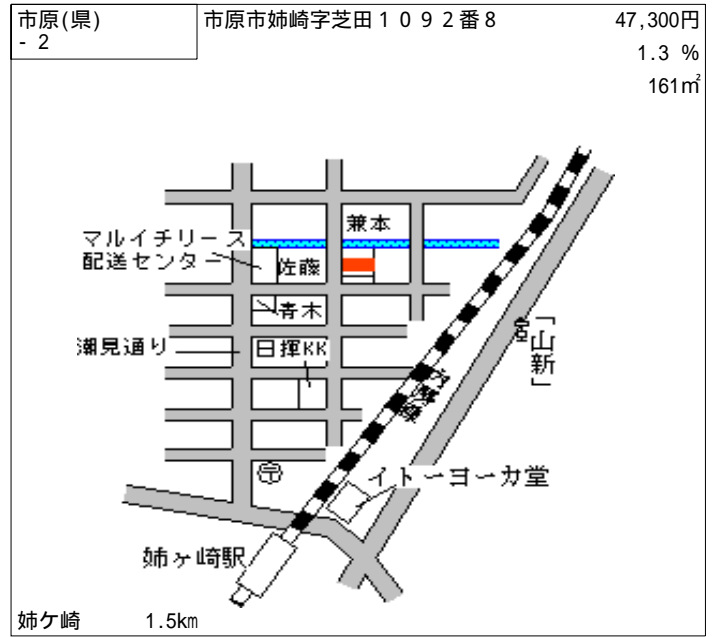 市原(県)
- 2
市原市姉崎字芝田1092番8
47,300円
1.3 %
161㎡
兼本
マルイチリース
配送センター
佐藤
青木
潮見通り
日揮KK
「山新」
内房線
〒
イトーヨーカ堂
姉ヶ崎駅
姉ケ崎 1.5km